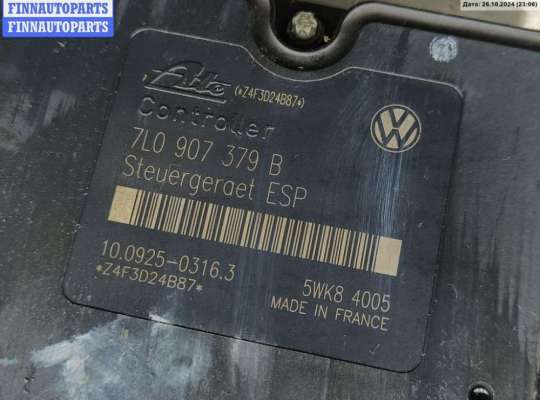 FINNAUTOPARTS
FINNAUTOPARTS
Дата: 26.10.2024 (23:06)
Ate (*Z4F3D24B87*)
Controller
7L0 907 379 B
Steuergeraet ESP
10.0925-0316.3
*Z4F3D24B87*
5WK8 4005
MADE IN FRANCE